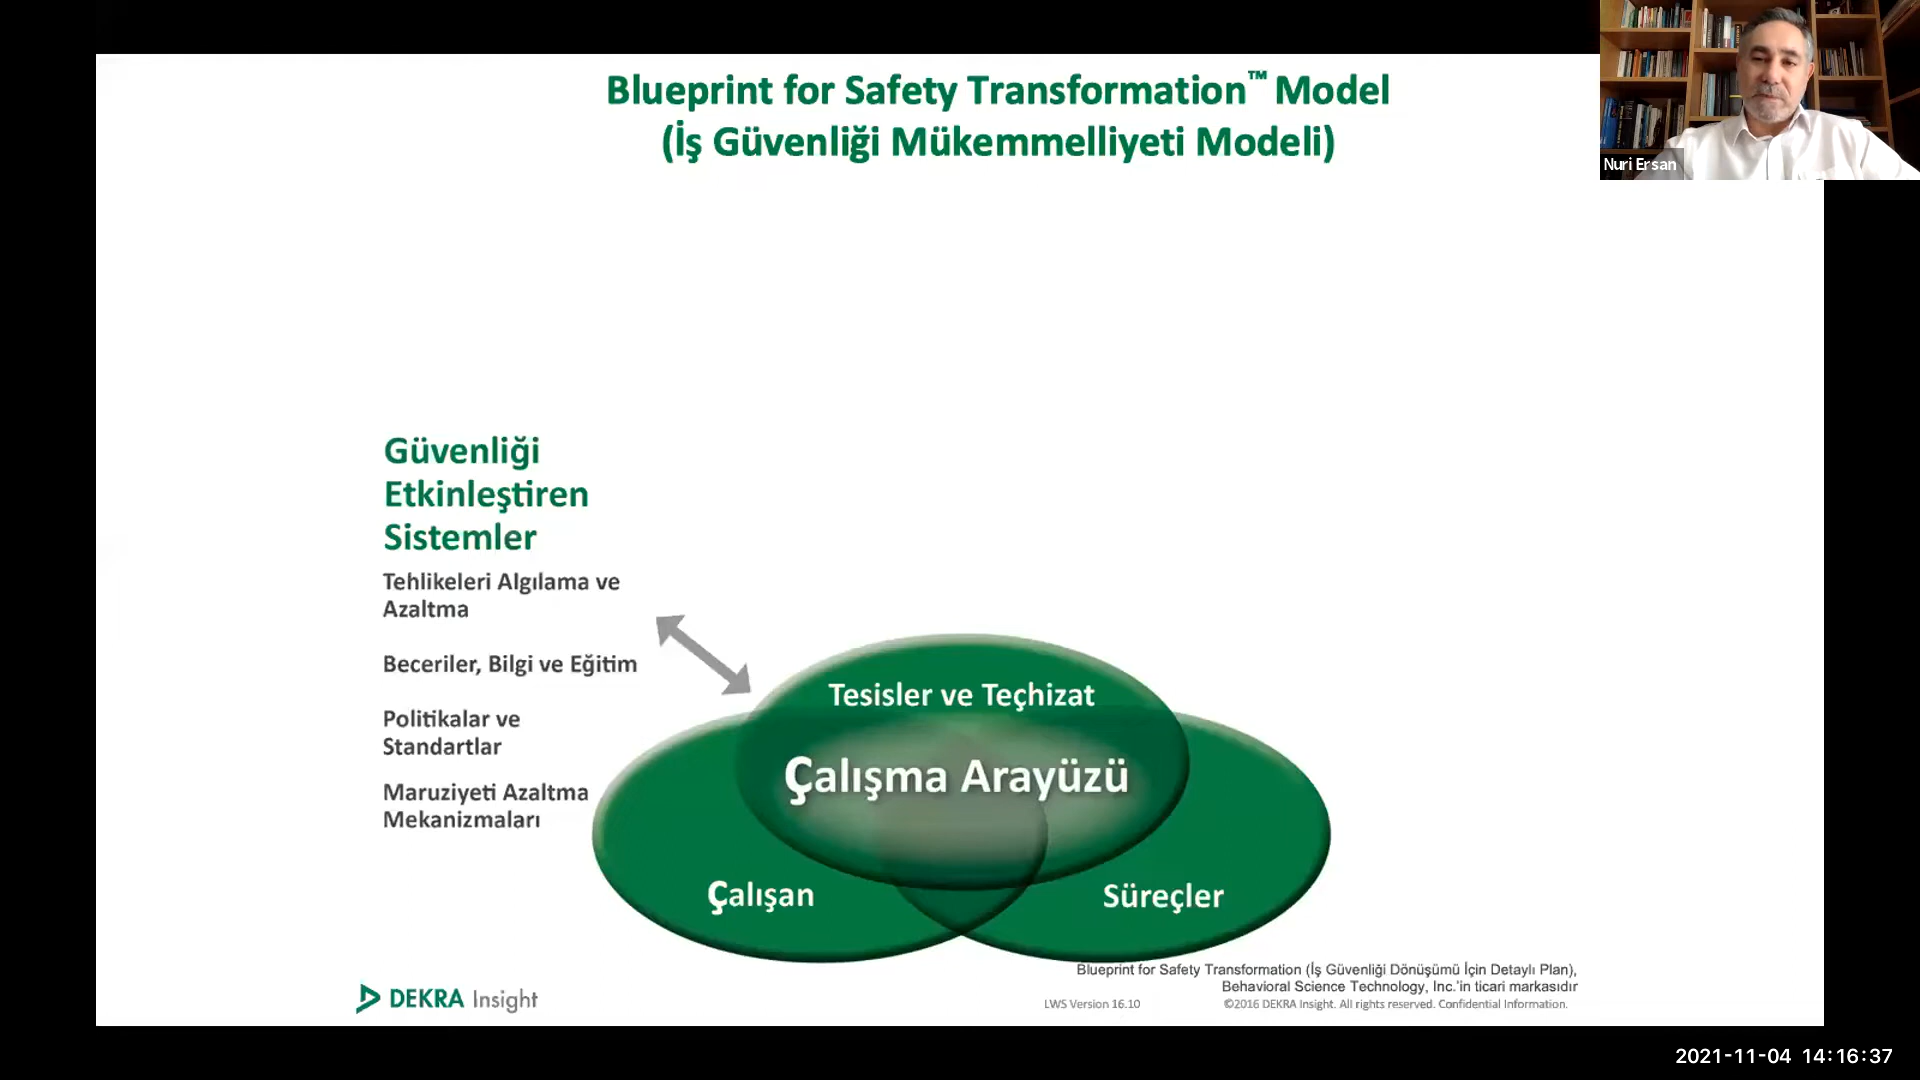 Blueprint for Safety Transformation™ Model
(İş Güvenliği Mükemmelliyeti Modeli)
Nuri Ersan
Güvenliği
Etkinleştiren
Sistemler
Tehlikeleri Algılama ve
Azaltma
Beceriler, Bilgi ve Eğitim
Politikalar ve
Standartlar
Maruziyeti Azaltma
Mekanizmaları
Tesisler ve Teçhizat
Çalışma Arayüzü
Çalışan
Süreçler
Blueprint for Safety Transformation (İş Güvenliği Dönüşümü İçin Detaylı Plan),
Behavioral Science Technology, Inc.'in ticari markasıdır
DEKRA Insight
LWS Version 16.10
©2016 DEKRA Insight. All rights reserved. Confidential Information.
2021-11-04 14:16:37